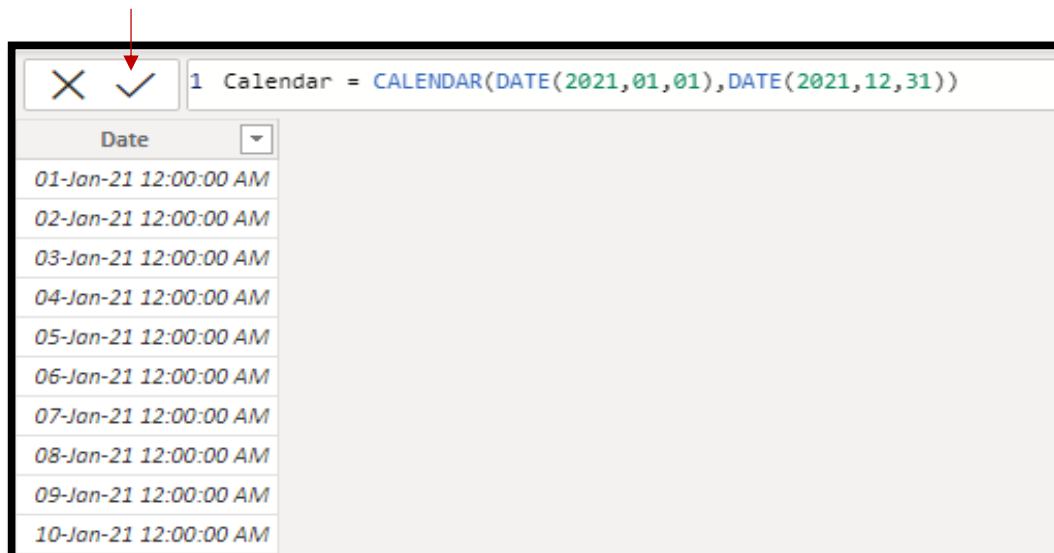 1 Calendar = CALENDAR(DATE(2021,01,01),DATE(2021,12,31))
Date
01-Jan-21 12:00:00 AM
02-Jan-21 12:00:00 AM
03-Jan-21 12:00:00 AM
04-Jan-21 12:00:00 AM
05-Jan-21 12:00:00 AM
06-Jan-21 12:00:00 AM
07-Jan-21 12:00:00 AM
08-Jan-21 12:00:00 AM
09-Jan-21 12:00:00 AM
10-Jan-21 12:00:00 AM